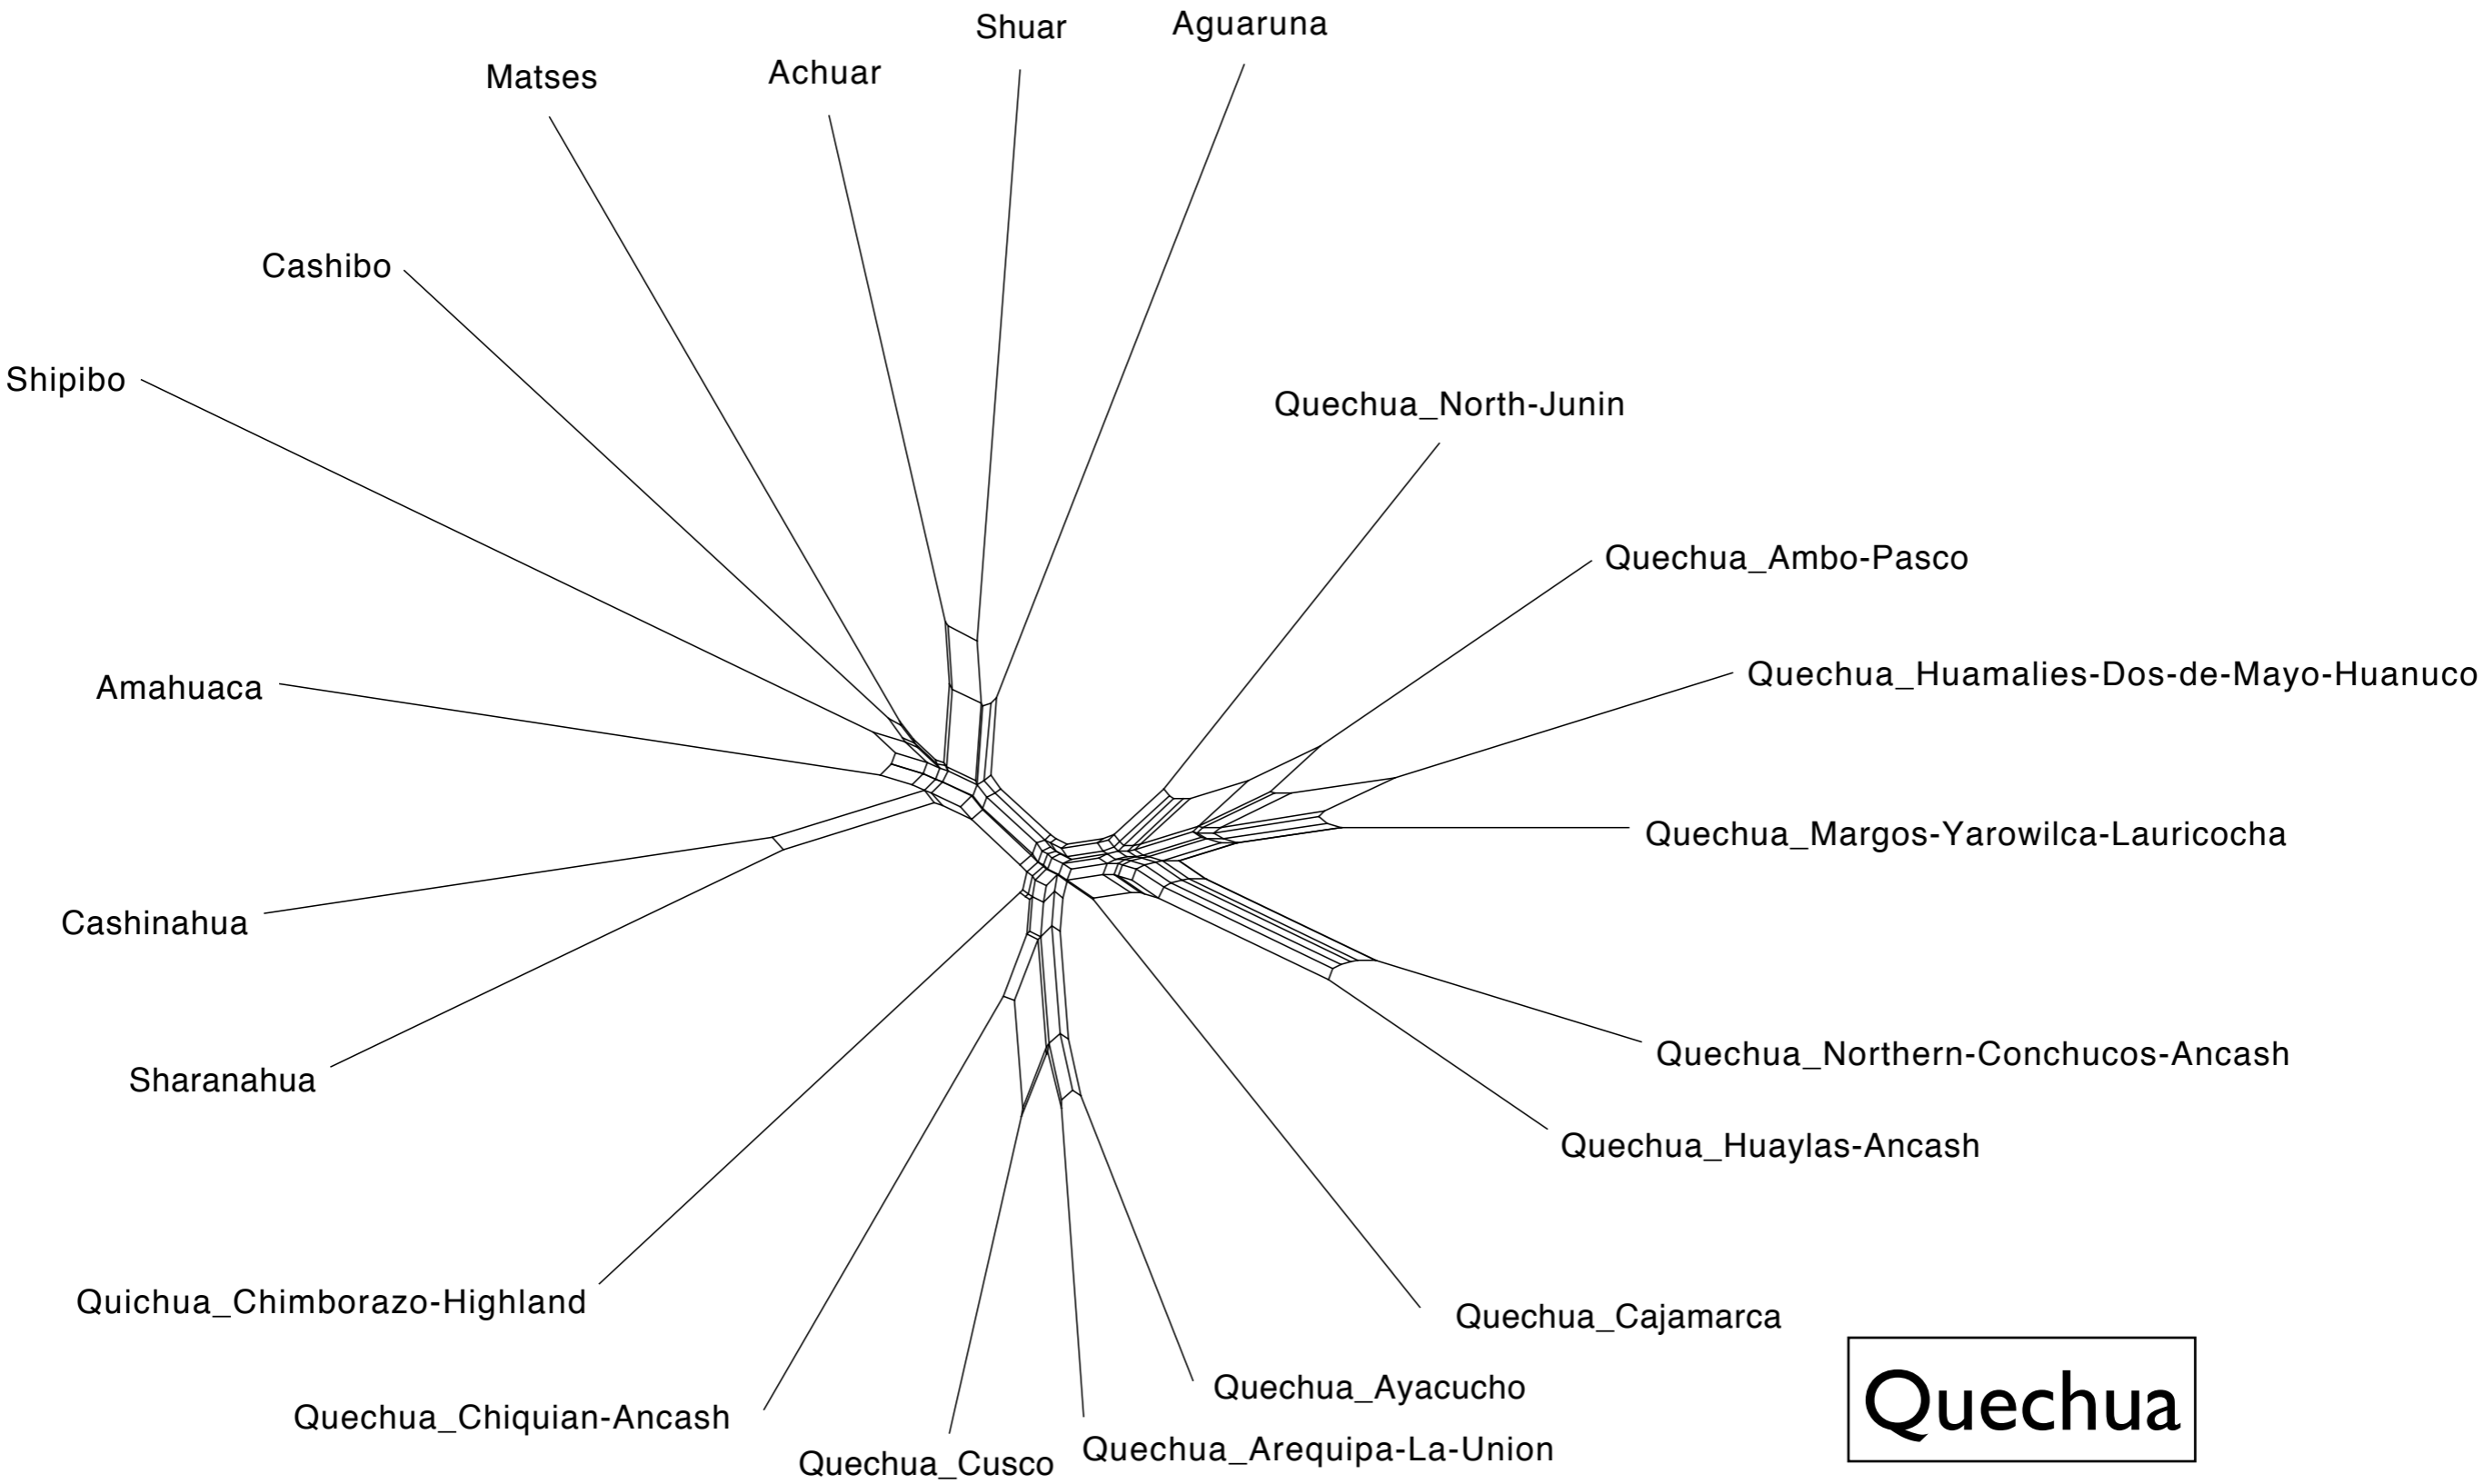 Shuar
Aguaruna
Achuar
Matses
Cashibo
Shipibo
Quechua_North-Junin
Quechua_Ambo-Pasco
Quechua_Huamalies-Dos-de-Mayo-Huanuco
Amahuaca
Quechua_Margos-Yarowilca-Lauricocha
Cashinahua
Quechua_Northern-Conchucos-Ancash
Sharanahua
Quechua_Huaylas-Ancash
Quichua_Chimborazo-Highland
Quechua_Cajamarca
Quechua_Ayacucho
Quechua_Chiquian-Ancash
Quechua_Arequipa-La-Union
Quechua_Cusco
Quechua